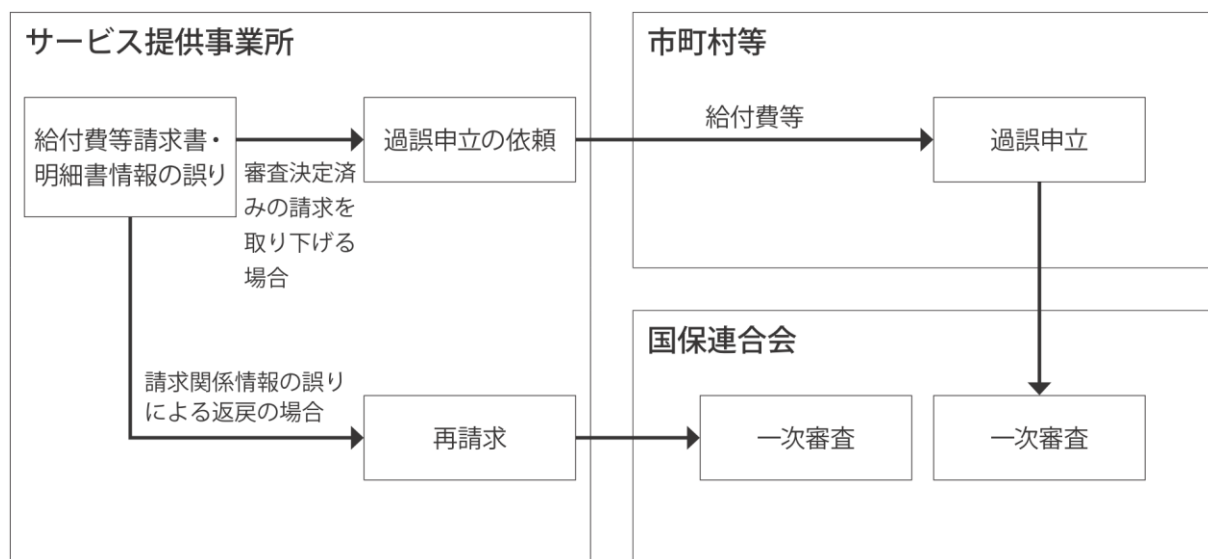 サービス提供事業所
給付費等請求書・
明細書情報の誤り
審査決定済
みの請求を
取り下げる
場合
過誤申立の依頼
請求関係情報の誤り
による返戻の場合
再請求
市町村等
給付費等
過誤申立
国保連合会
一次審査
一次審査